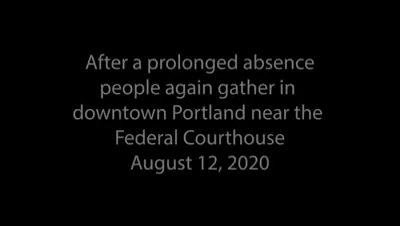 After a prolonged absence
people again gather in
downtown Portland near the
Federal Courthouse
August 12, 2020